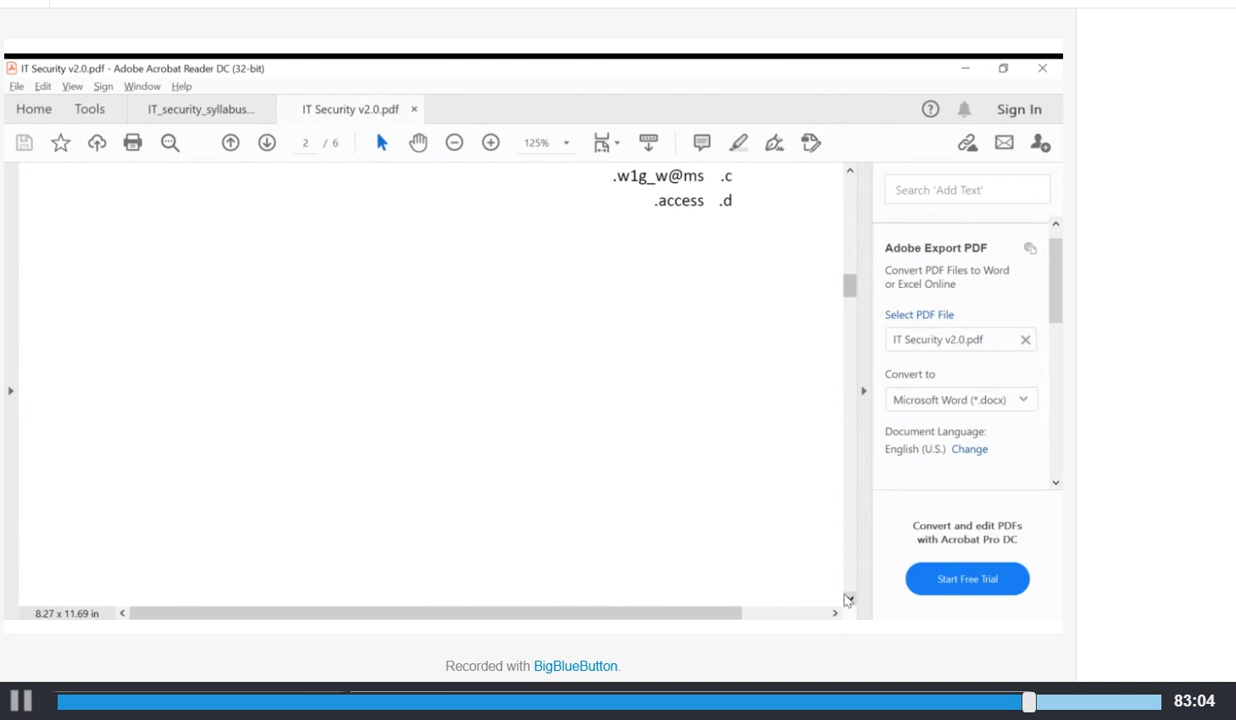 IT Security v2.0.pdf - Adobe Acrobat Reader DC (32-bit)
File Edit View Sign Window Help
Home Tools IT_security_syllabus... IT Security v2.0.pdf × Sign In
2 / 6 125%
.w1g_w@ms .c
.access .d
Search 'Add Text'
Adobe Export PDF
Convert PDF Files to Word
or Excel Online
Select PDF File
IT Security v2.0.pdf
Convert to
Microsoft Word (*.docx)
Document Language:
English (U.S.) Change
Convert and edit PDFs
with Acrobat Pro DC
Start Free Trial
8.27 x 11.69 in
Recorded with BigBlueButton.
83:04